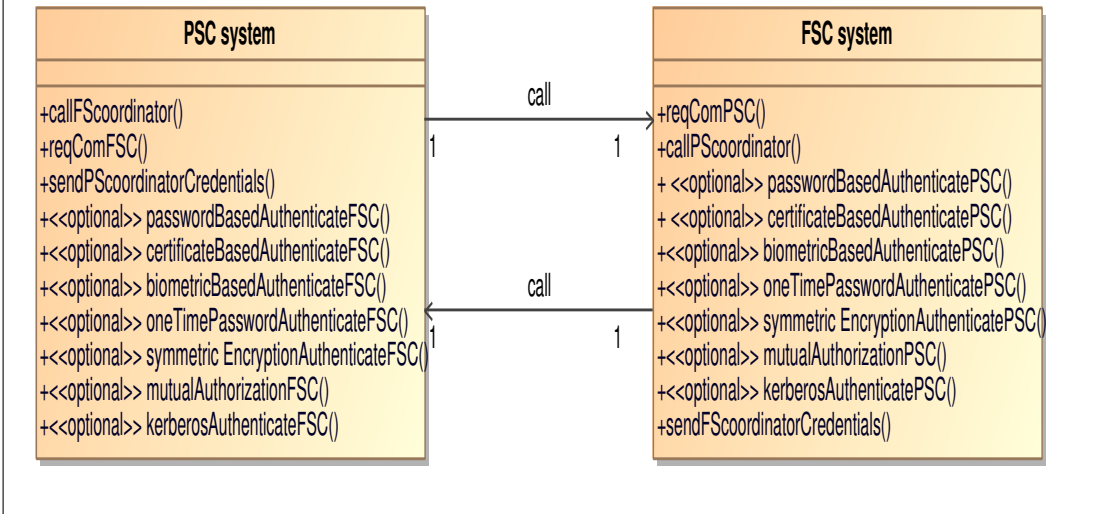 PSC system
+callFScoordinator()
+reqComFSC()
+sendPScoordinatorCredentials()
+<<optional>> passwordBasedAuthenticateFSC()
+<<optional>> certificateBasedAuthenticateFSC()
+<<optional>> biometricBasedAuthenticateFSC()
+<<optional>> oneTimePasswordAuthenticateFSC()
+<<optional>> symmetric EncryptionAuthenticateFSC()
+<<optional>> mutualAuthorizationFSC()
+<<optional>> kerberosAuthenticateFSC()
call
1 1
call
1 1
FSC system
+reqComPSC()
+callPScoordinator()
+ <<optional>> passwordBasedAuthenticatePSC()
+ <<optional>> certificateBasedAuthenticatePSC()
+<<optional>> biometricBasedAuthenticatePSC()
+<<optional>> oneTimePasswordAuthenticatePSC()
+<<optional>> symmetric EncryptionAuthenticatePSC()
+<<optional>> mutualAuthorizationPSC()
+<<optional>> kerberosAuthenticatePSC()
+sendFScoordinatorCredentials()